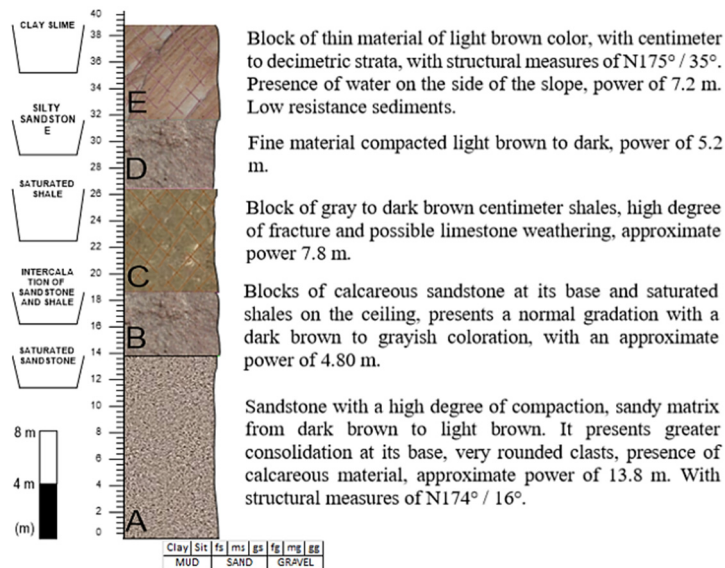 CLAY SLIME
SILTY
SANDSTON
E
SATURATED
SHALE
INTERCALA
TION OF
SANDSTONE
AND SHALE
SATURATED
SANDSTONE
8 m
4 m
(m)
40
38
36
34
32
30
28
26
24
22
20
18
16
14
12
10
8
6
4
2
0
E
D
C
B
A
Clay Sit fs ms gs fg mg gg
MUD SAND GRAVEL
Block of thin material of light brown color, with centimeter
to decimetric strata, with structural measures of N175° / 35°.
Presence of water on the side of the slope, power of 7.2 m.
Low resistance sediments.
Fine material compacted light brown to dark, power of 5.2
m.
Block of gray to dark brown centimeter shales, high degree
of fracture and possible limestone weathering, approximate
power 7.8 m.
Blocks of calcareous sandstone at its base and saturated
shales on the ceiling, presents a normal gradation with a
dark brown to grayish coloration, with an approximate
power of 4.80 m.
Sandstone with a high degree of compaction, sandy matrix
from dark brown to light brown. It presents greater
consolidation at its base, very rounded clasts, presence of
calcareous material, approximate power of 13.8 m. With
structural measures of N174° / 16°.